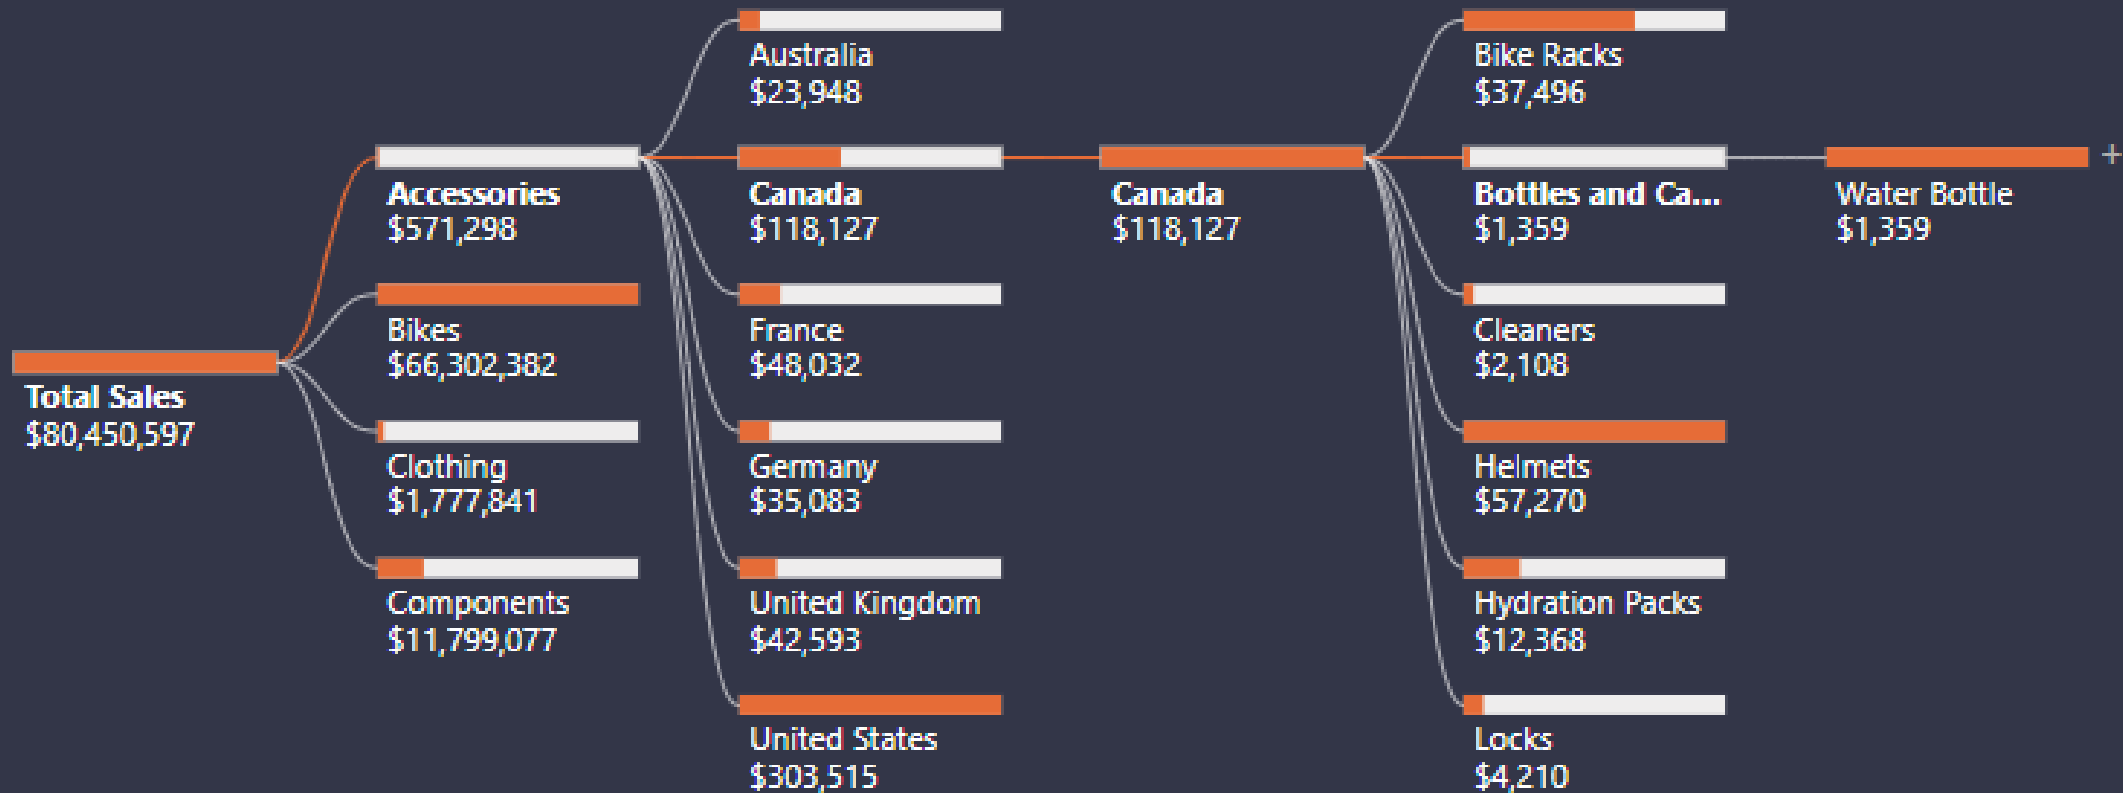 Total Sales
$80,450,597
Accessories
$571,298
Bikes
$66,302,382
Clothing
$1,777,841
Components
$11,799,077
Australia
$23,948
Canada
$118,127
France
$48,032
Germany
$35,083
United Kingdom
$42,593
United States
$303,515
Canada
$118,127
Bike Racks
$37,496
Bottles and Ca...
$1,359
Cleaners
$2,108
Helmets
$57,270
Hydration Packs
$12,368
Locks
$4,210
Water Bottle
$1,359
+